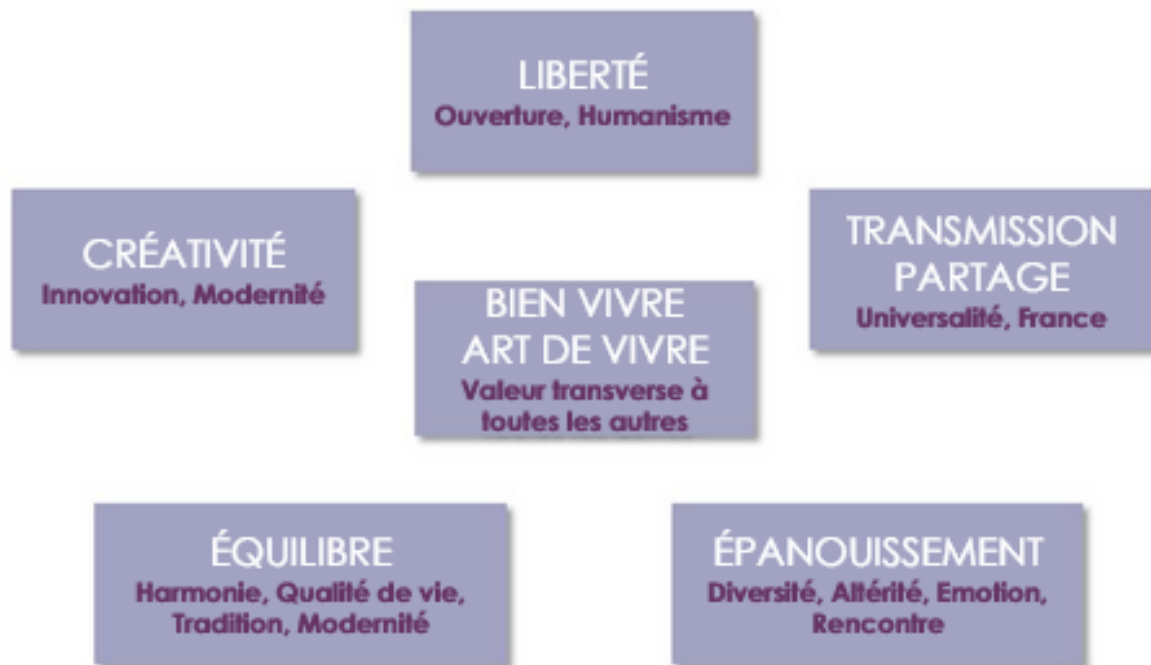 LIBERTÉ
Ouverture, Humanisme
CRÉATIVITÉ
Innovation, Modernité
TRANSMISSION
PARTAGE
Universalité, France
BIEN VIVRE
ART DE VIVRE
Valeur transverse à
toutes les autres
ÉQUILIBRE
Harmonie, Qualité de vie,
Tradition, Modernité
ÉPANOUISSEMENT
Diversité, Altérité, Emotion,
Rencontre